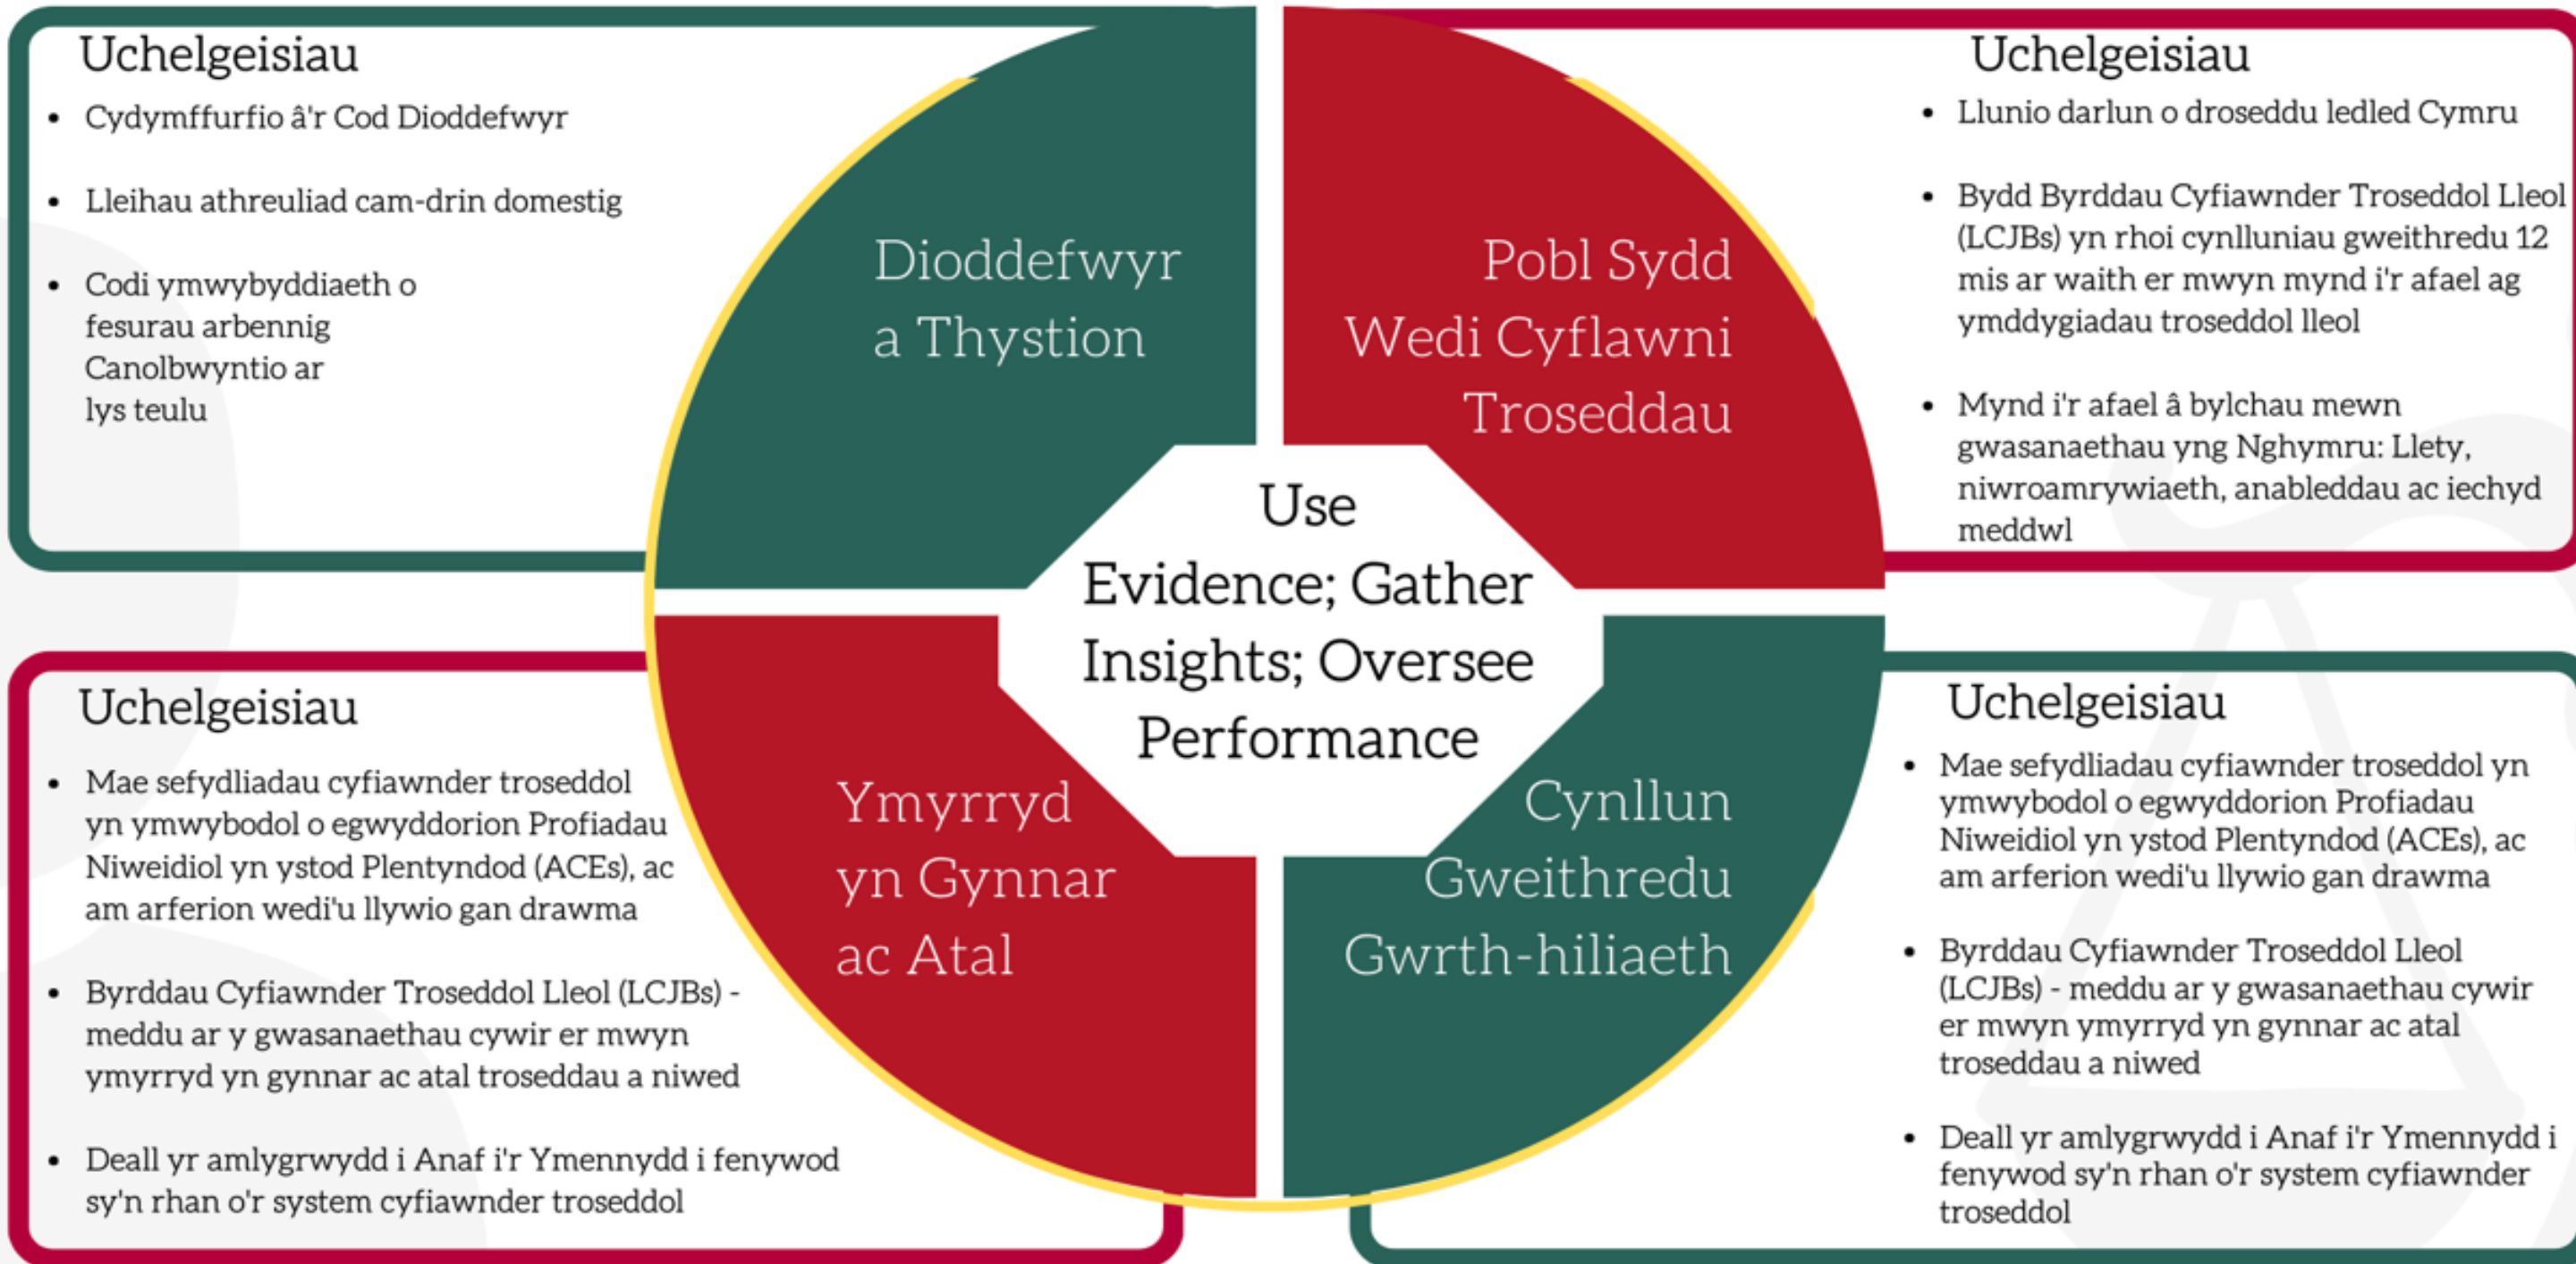 Uchelgeisiau
• Cydymffurfio â'r Cod Dioddefwyr
• Lleihau athreuliad cam-drin domestig
• Codi ymwybyddiaeth o
fesurau arbennig
Canolbwyntio ar
lys teulu
Dioddefwyr
a Thystion
Pobl Sydd
Wedi Cyflawni
Troseddau
Uchelgeisiau
• Llunio darlun o droseddu ledled Cymru
• Bydd Byrddau Cyfiawnder Troseddol Lleol
(LCJBs) yn rhoi cynlluniau gweithredu 12
mis ar waith er mwyn mynd i'r afael ag
ymddygiadau troseddol lleol
• Mynd i'r afael â bylchau mewn
gwasanaethau yng Nghymru: Llety,
niwroamrywiaeth, anableddau ac iechyd
meddwl
Use
Evidence; Gather
Insights; Oversee
Performance
Uchelgeisiau
• Mae sefydliadau cyfiawnder troseddol
yn ymwybodol o egwyddorion Profiadau
Niweidiol yn ystod Plentyndod (ACEs), ac
am arferion wedi'u llywio gan drawma
• Byrddau Cyfiawnder Troseddol Lleol (LCJBs) -
meddu ar y gwasanaethau cywir er mwyn
ymyrryd yn gynnar ac atal troseddau a niwed
• Deall yr amlygrwydd i Anaf i'r Ymennydd i fenywod
sy'n rhan o'r system cyfiawnder troseddol
Ymyrryd
yn Gynnar
ac Atal
Cynllun
Gweithredu
Gwrth-hiliaeth
Uchelgeisiau
• Mae sefydliadau cyfiawnder troseddol yn
ymwybodol o egwyddorion Profiadau
Niweidiol yn ystod Plentyndod (ACEs), ac
am arferion wedi'u llywio gan drawma
• Byrddau Cyfiawnder Troseddol Lleol
(LCJBs) - meddu ar y gwasanaethau cywir
er mwyn ymyrryd yn gynnar ac atal
troseddau a niwed
• Deall yr amlygrwydd i Anaf i'r Ymennydd i
fenywod sy'n rhan o'r system cyfiawnder
troseddol